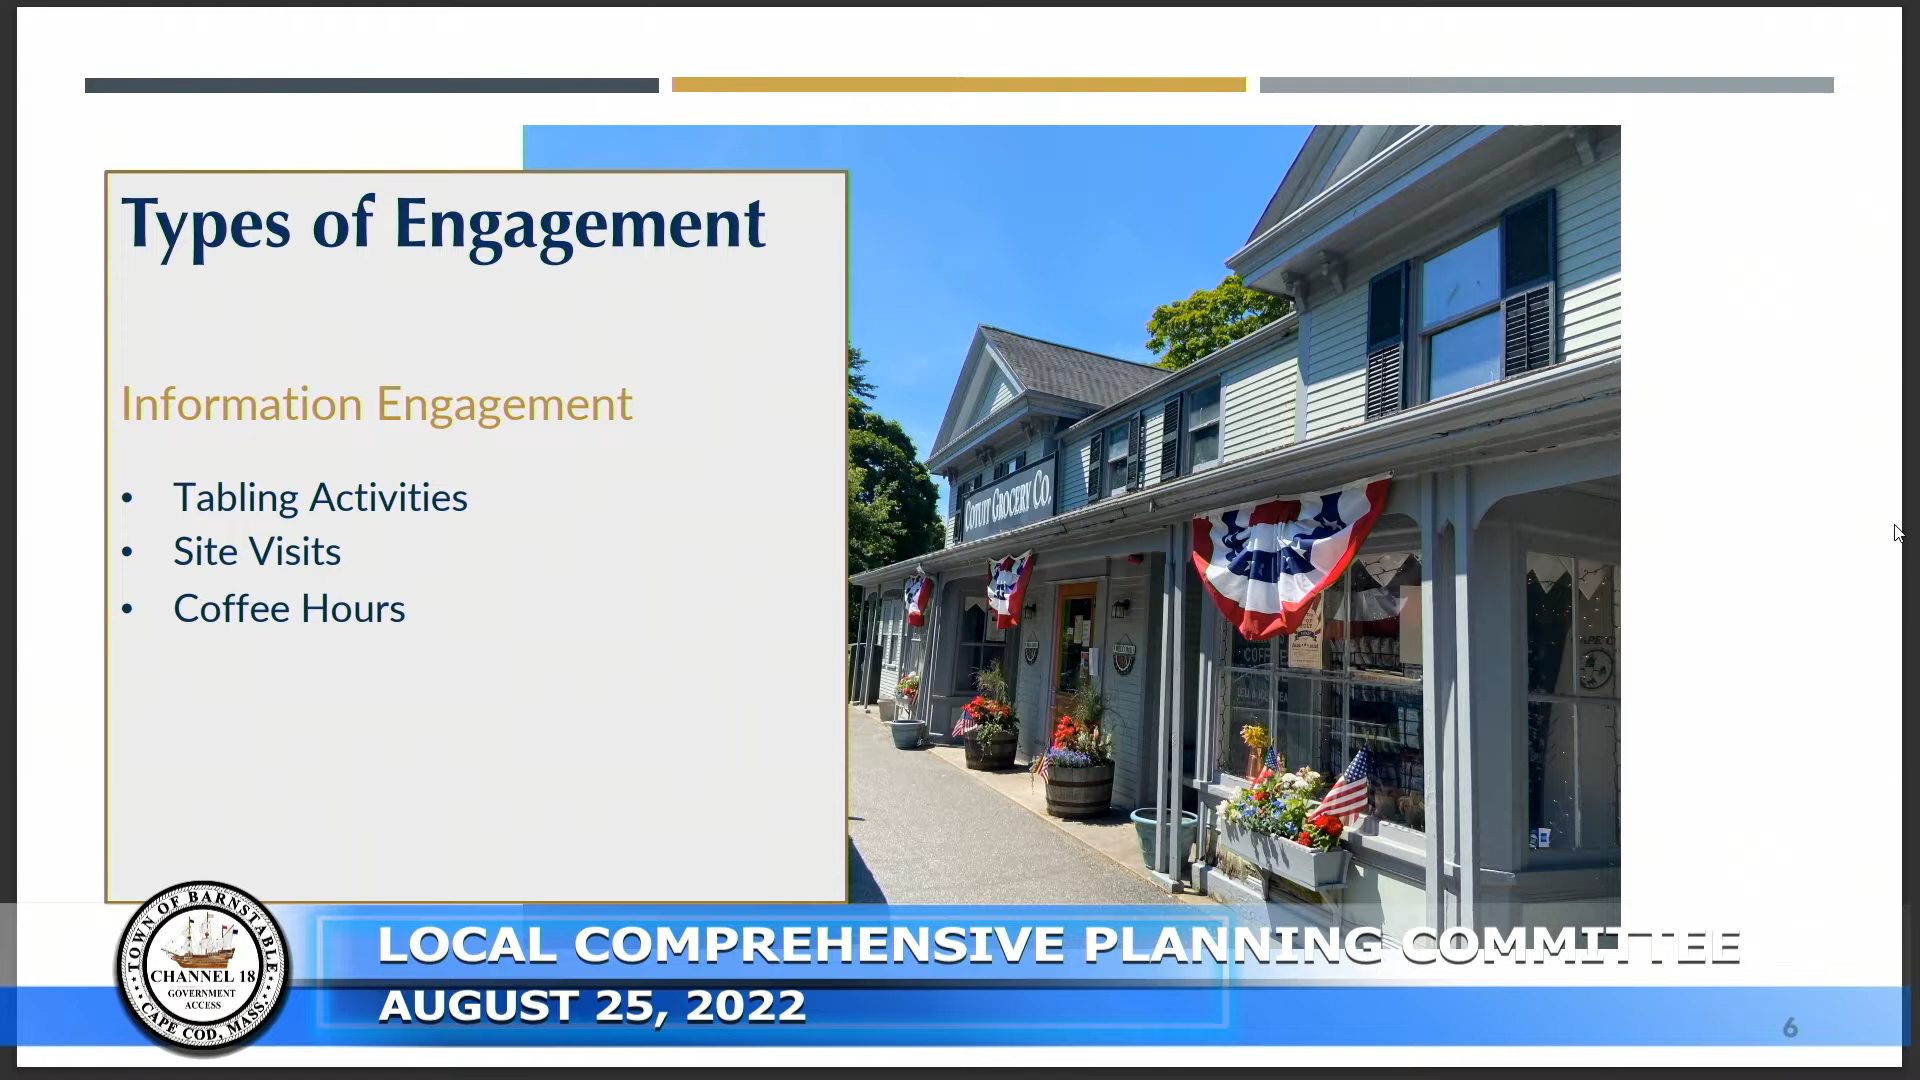 Types of Engagement
Information Engagement
• Tabling Activities
• Site Visits
• Coffee Hours
COTUIT GROCERY CO.
COFFEE
TOWN OF BARNSTABLE
CHANNEL 18
GOVERNMENT
ACCESS
CAPE COD, MASS.
LOCAL COMPREHENSIVE PLANNING COMMITTEE
AUGUST 25, 2022
6